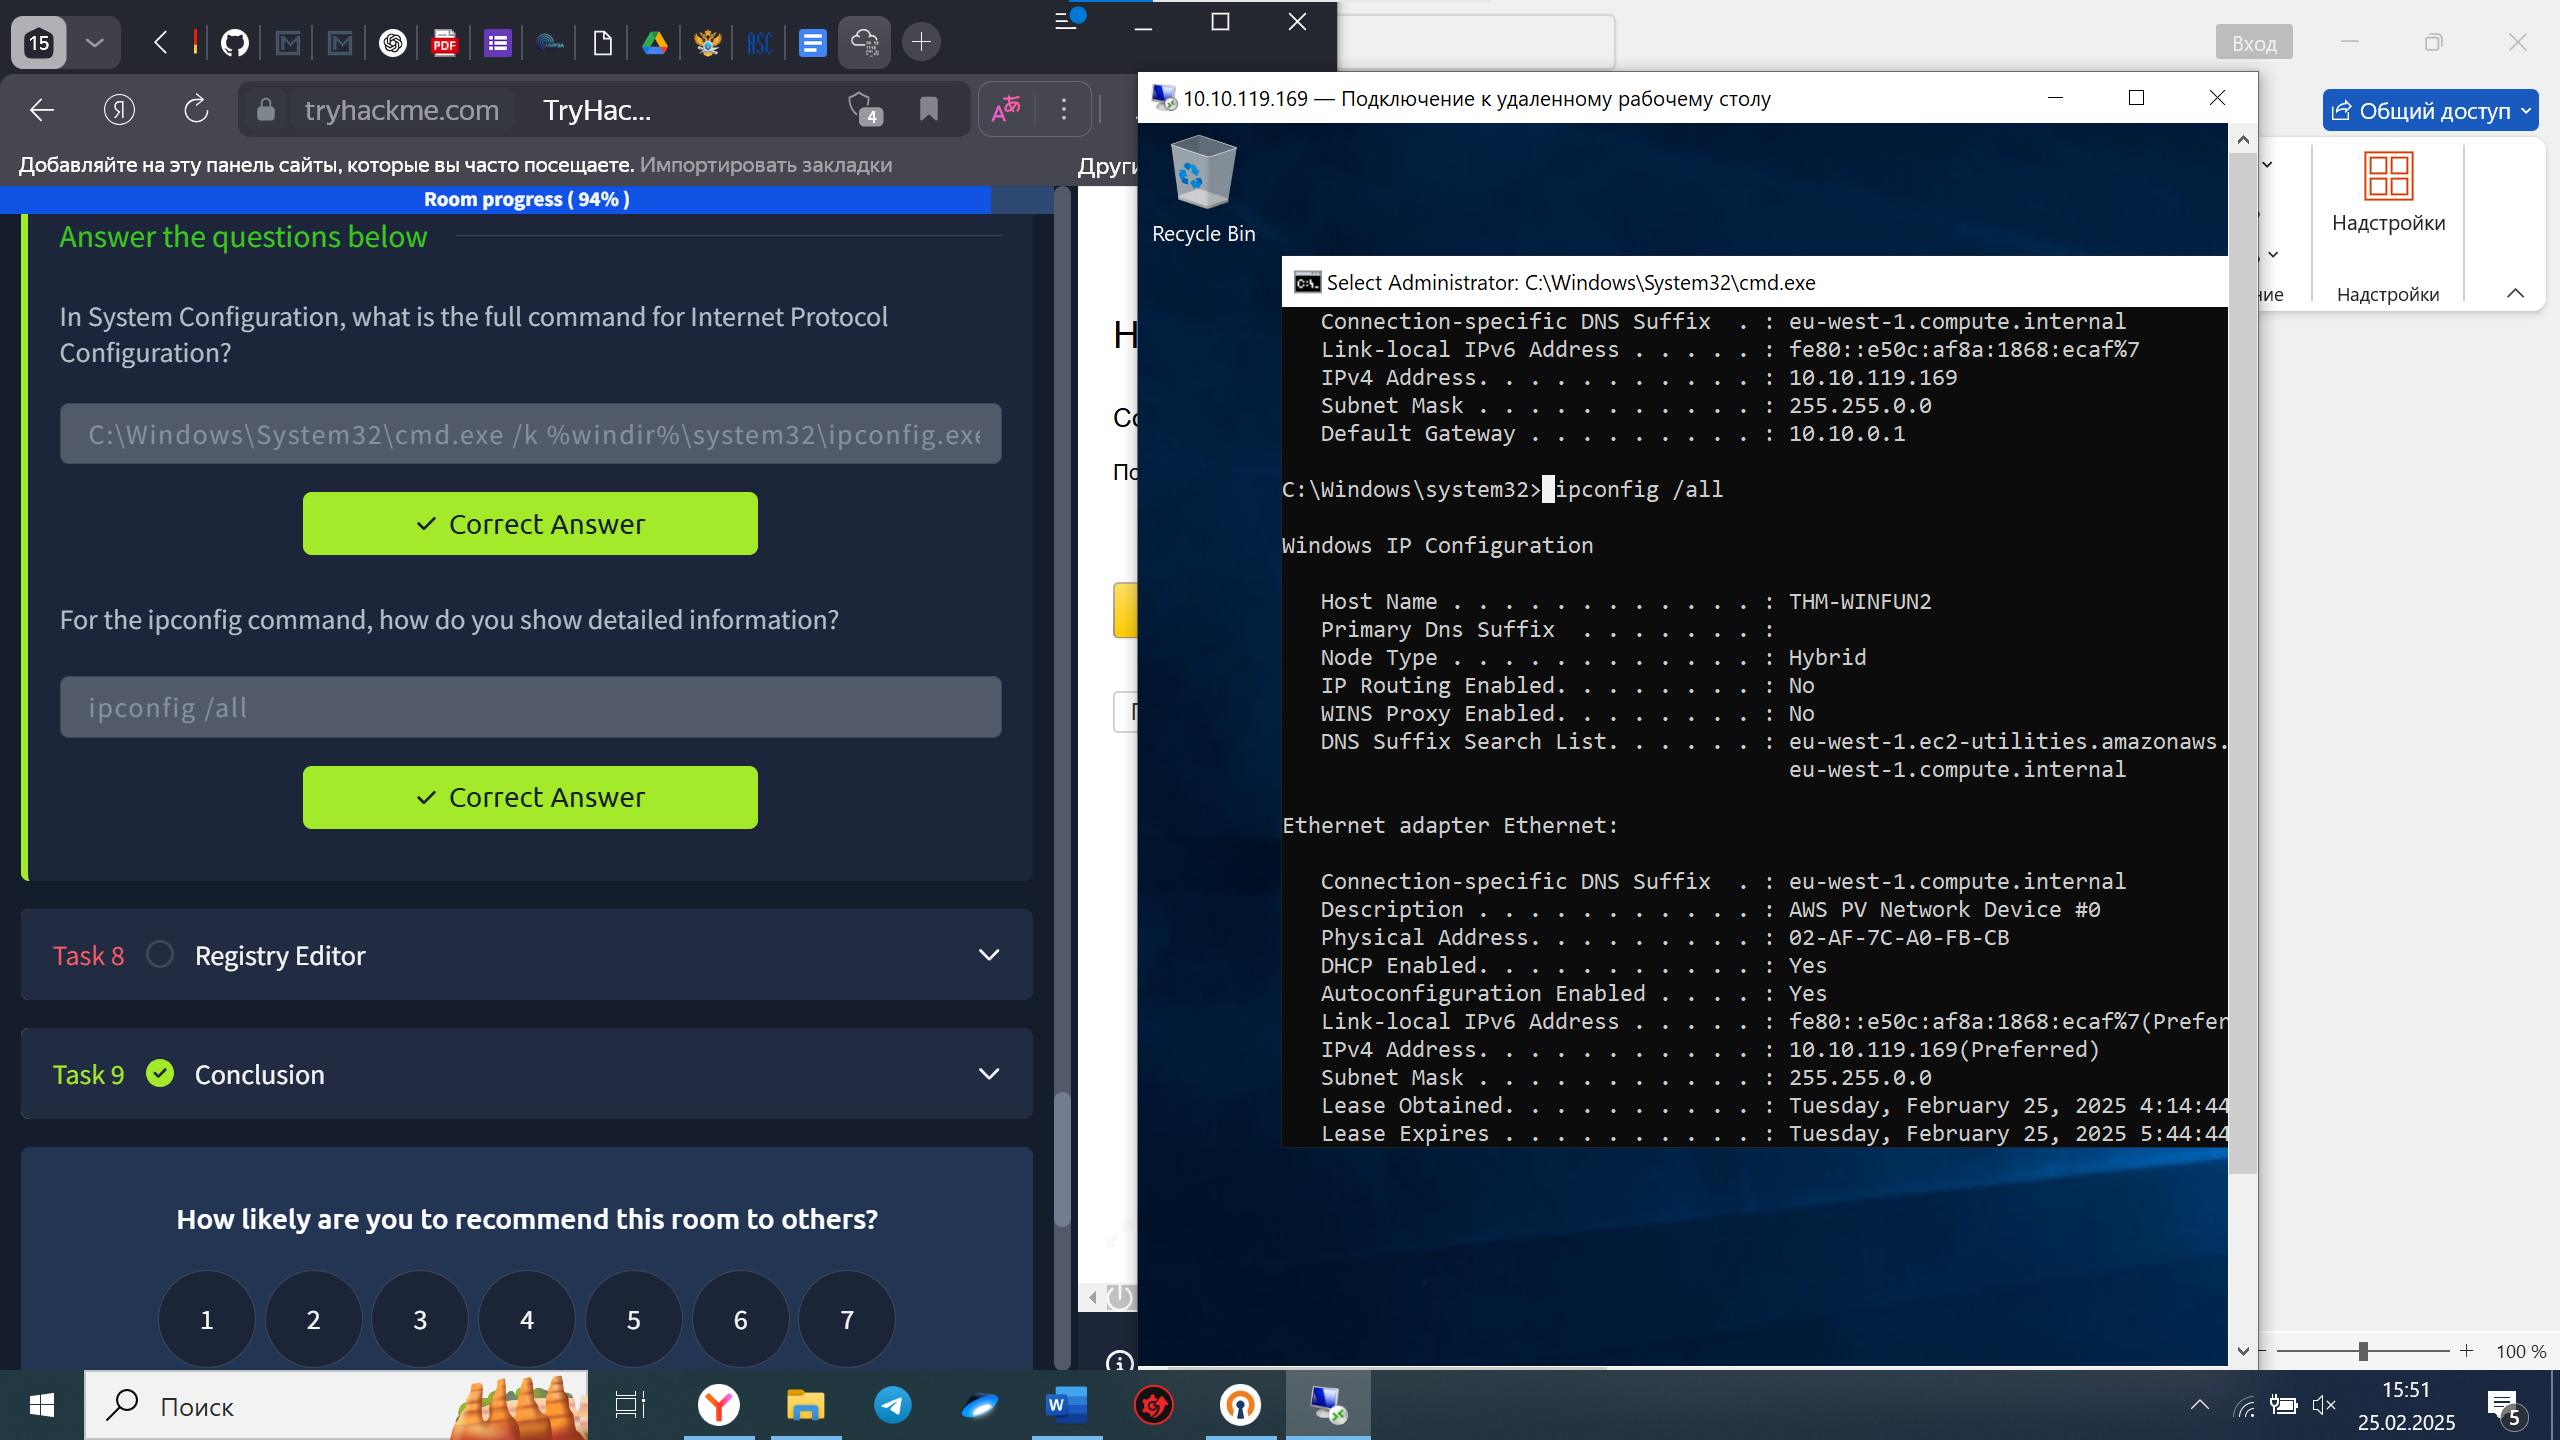 15
tryhackme.com
TryHac...
4
Добавляйте на эту панель сайты, которые вы часто посещаете. Импортировать закладки
Room progress ( 94% )
Answer the questions below
In System Configuration, what is the full command for Internet Protocol
Configuration?
C:\Windows\System32\cmd.exe /k %windir%\system32\ipconfig.exe
✓ Correct Answer
For the ipconfig command, how do you show detailed information?
ipconfig /all
✓ Correct Answer
Task 8
Registry Editor
Task 9
Conclusion
How likely are you to recommend this room to others?
1 2 3 4 5 6 7
PDF
ASC
Вход
Общий доступ
Надстройки
Надстройки
100 %
10.10.119.169 — Подключение к удаленному рабочему столу
Recycle Bin
Select Administrator: C:\Windows\System32\cmd.exe
Connection-specific DNS Suffix . : eu-west-1.compute.internal
Link-local IPv6 Address . . . . . : fe80::e50c:af8a:1868:ecaf%7
IPv4 Address. . . . . . . . . . . : 10.10.119.169
Subnet Mask . . . . . . . . . . . : 255.255.0.0
Default Gateway . . . . . . . . . : 10.10.0.1
C:\Windows\system32>ipconfig /all
Windows IP Configuration
Host Name . . . . . . . . . . . . : THM-WINFUN2
Primary Dns Suffix . . . . . . . :
Node Type . . . . . . . . . . . . : Hybrid
IP Routing Enabled. . . . . . . . : No
WINS Proxy Enabled. . . . . . . . : No
DNS Suffix Search List. . . . . . : eu-west-1.ec2-utilities.amazonaws.
eu-west-1.compute.internal
Ethernet adapter Ethernet:
Connection-specific DNS Suffix . : eu-west-1.compute.internal
Description . . . . . . . . . . . : AWS PV Network Device #0
Physical Address. . . . . . . . . : 02-AF-7C-A0-FB-CB
DHCP Enabled. . . . . . . . . . . : Yes
Autoconfiguration Enabled . . . . : Yes
Link-local IPv6 Address . . . . . : fe80::e50c:af8a:1868:ecaf%7(Prefer
IPv4 Address. . . . . . . . . . . : 10.10.119.169(Preferred)
Subnet Mask . . . . . . . . . . . : 255.255.0.0
Lease Obtained. . . . . . . . . . : Tuesday, February 25, 2025 4:14:44
Lease Expires . . . . . . . . . . : Tuesday, February 25, 2025 5:44:44
Поиск
15:51
25.02.2025
5